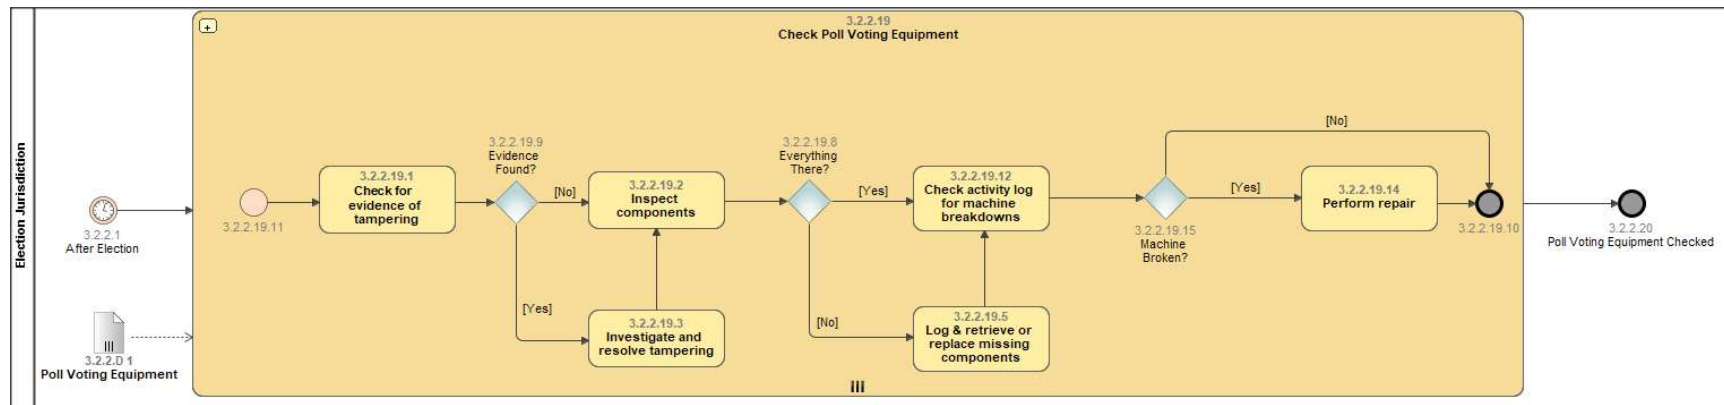 Election Jurisdiction
3.2.2.1
After Election
3.2.2.D 1
Poll Voting Equipment
3.2.2.19
Check Poll Voting Equipment
3.2.2.19.11
3.2.2.19.1
Check for
evidence of
tampering
3.2.2.19.9
Evidence
Found?
[No]
[Yes]
3.2.2.19.2
Inspect
components
3.2.2.19.3
Investigate and
resolve tampering
3.2.2.19.8
Everything
There?
[Yes]
[No]
3.2.2.19.12
Check activity log
for machine
breakdowns
3.2.2.19.5
Log & retrieve or
replace missing
components
3.2.2.19.15
Machine
Broken?
[No]
[Yes]
3.2.2.19.14
Perform repair
3.2.2.19.10
3.2.2.20
Poll Voting Equipment Checked